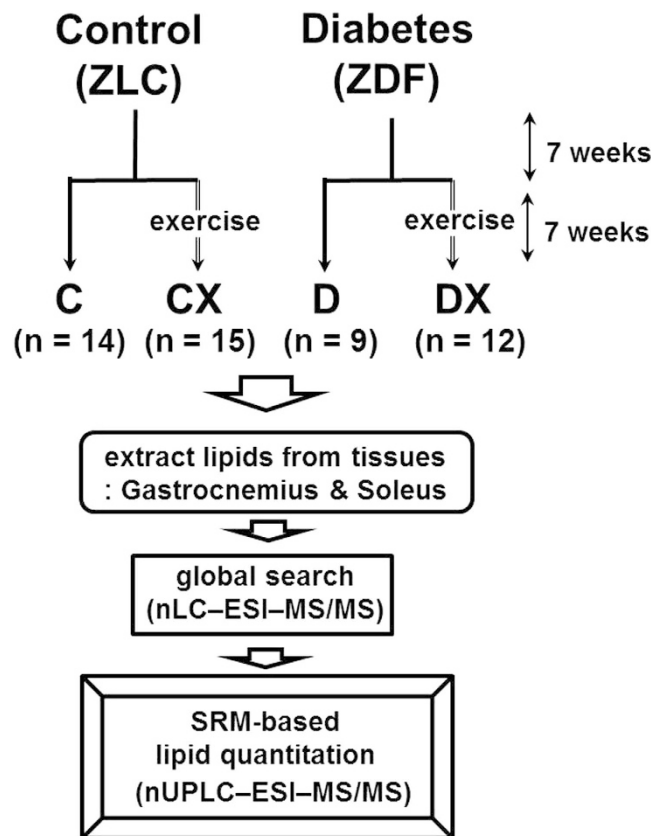 Control
(ZLC)
Diabetes
(ZDF)
7 weeks
exercise
exercise
7 weeks
C
CX
D
DX
(n = 14)
(n = 15)
(n = 9)
(n = 12)
extract lipids from tissues
: Gastrocnemius & Soleus
global search
(nLC–ESI–MS/MS)
SRM-based
lipid quantitation
(nUPLC–ESI–MS/MS)